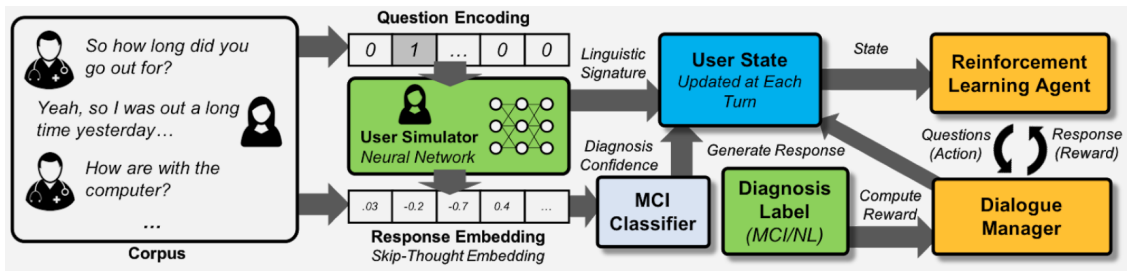 So how long did you
go out for?
Yeah, so I was out a long
time yesterday…
How are with the
computer?
...
Corpus
Question Encoding
0 1 ... 0 0
User Simulator
Neural Network
.03 -0.2 -0.7 0.4 ...
Response Embedding
Skip-Thought Embedding
Linguistic
Signature
Diagnosis
Confidence
MCI
Classifier
User State
Updated at Each
Turn
Generate Response
Diagnosis
Label
(MCI/NL)
State
Compute
Reward
Reinforcement
Learning Agent
Questions
(Action)
Response
(Reward)
Dialogue
Manager